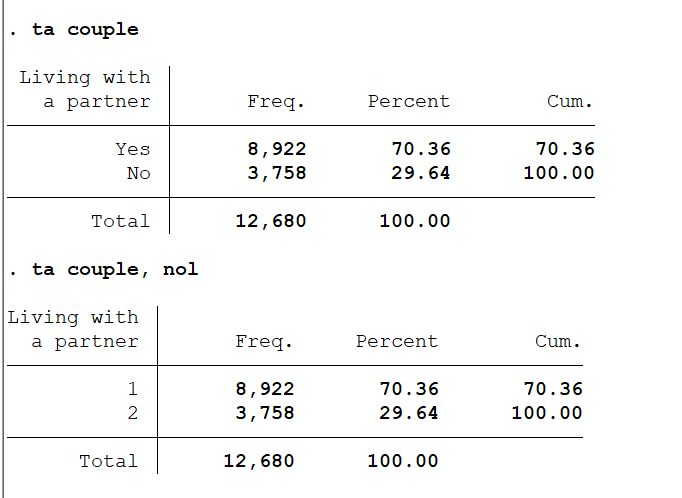 . ta couple
Living with
a partner Freq. Percent Cum.
Yes 8,922 70.36 70.36
No 3,758 29.64 100.00
Total 12,680 100.00
. ta couple, nol
Living with
a partner Freq. Percent Cum.
1 8,922 70.36 70.36
2 3,758 29.64 100.00
Total 12,680 100.00